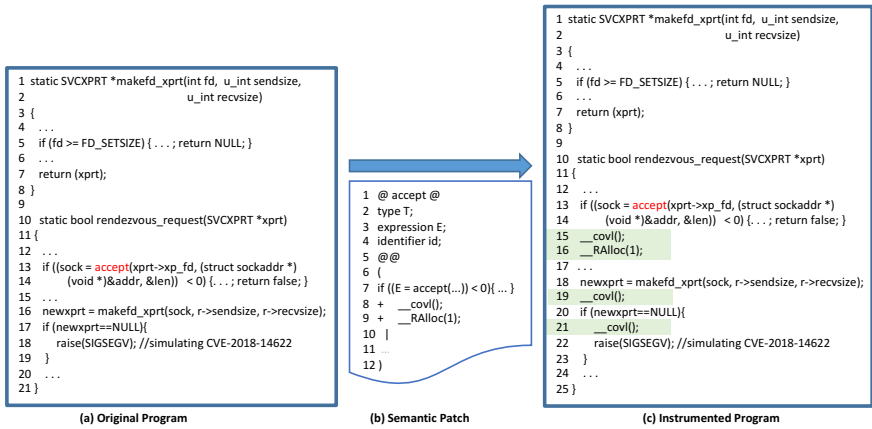 1 static SVCXPRT *makefd_xprt(int fd, u_int sendsize,
2 u_int recvsize)
3 {
4 . . .
5 if (fd >= FD_SETSIZE) { . . . ; return NULL; }
6 . . .
7 return (xprt);
8 }
9
10 static bool rendezvous_request(SVCXPRT *xprt)
11 {
12 . . .
13 if ((sock = accept(xprt->xp_fd, (struct sockaddr *)
14 (void *)&addr, &len)) < 0) {. . . ; return false; }
15 . . .
16 newxprt = makefd_xprt(sock, r->sendsize, r->recvsize);
17 if (newxprt==NULL){
18 raise(SIGSEGV); //simulating CVE-2018-14622
19 }
20 . . .
21 }
(a) Original Program
1 @ accept @
2 type T;
3 expression E;
4 identifier id;
5 @@
6 (
7 if ((E = accept(...)) < 0){ ... }
8 + __covl();
9 + __RAlloc(1);
10 |
11 ...
12 )
(b) Semantic Patch
1 static SVCXPRT *makefd_xprt(int fd, u_int sendsize,
2 u_int recvsize)
3 {
4 . . .
5 if (fd >= FD_SETSIZE) { . . . ; return NULL; }
6 . . .
7 return (xprt);
8 }
9
10 static bool rendezvous_request(SVCXPRT *xprt)
11 {
12 . . .
13 if ((sock = accept(xprt->xp_fd, (struct sockaddr *)
14 (void *)&addr, &len)) < 0) {. . . ; return false; }
15 __covl();
16 __RAlloc(1);
17 . . .
18 newxprt = makefd_xprt(sock, r->sendsize, r->recvsize);
19 __covl();
20 if (newxprt==NULL){
21 __covl();
22 raise(SIGSEGV); //simulating CVE-2018-14622
23 }
24 . . .
25 }
(c) Instrumented Program